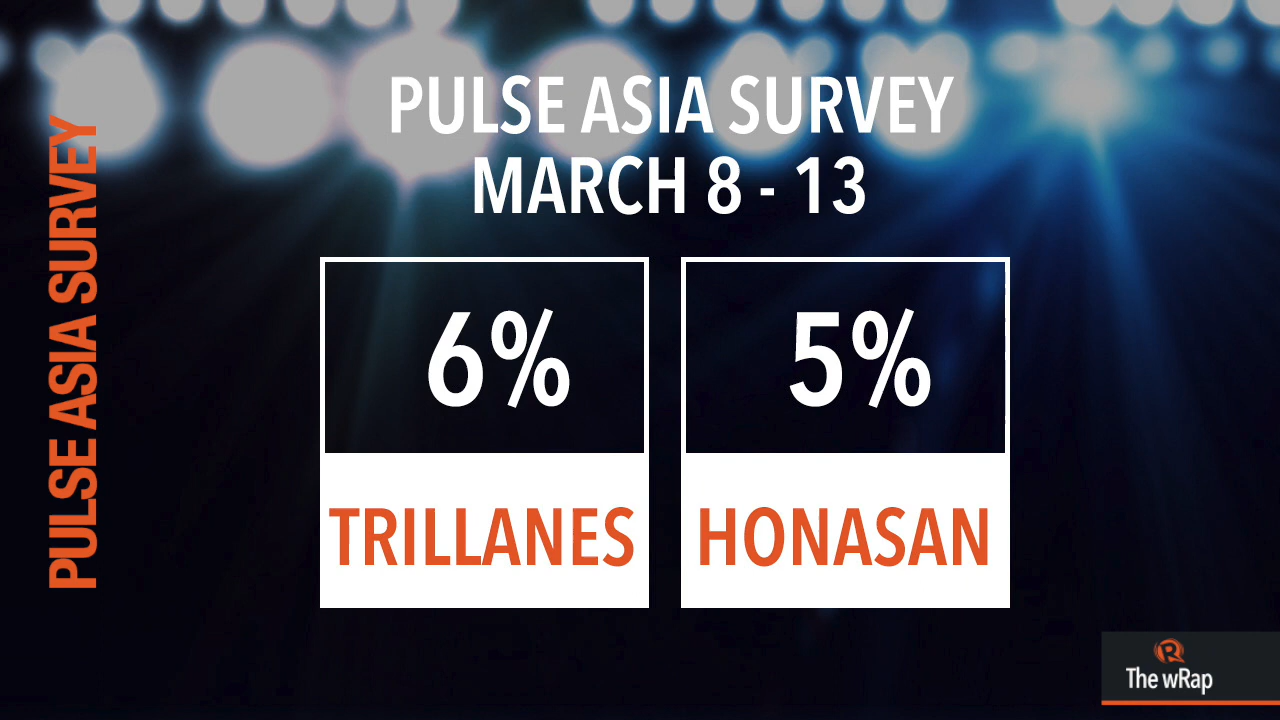 PULSE ASIA SURVEY
PULSE ASIA SURVEY
MARCH 8 - 13
6%
TRILLANES
5%
HONASAN
R
The wRap